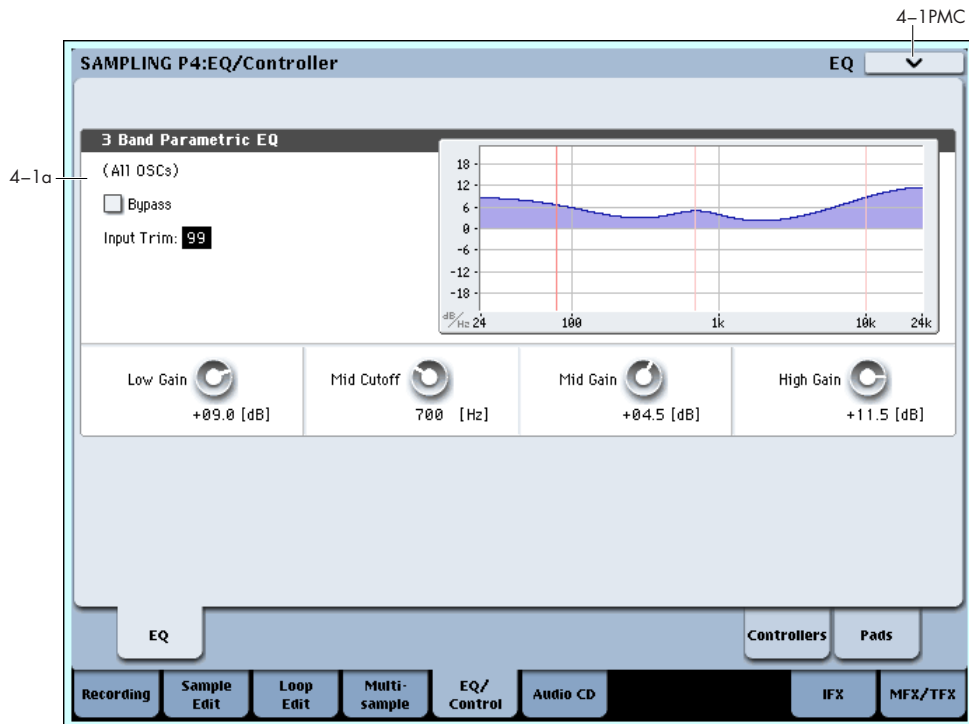 4–1PMC
SAMPLING P4:EQ/Controller
EQ
3 Band Parametric EQ
4–1a
(All OSCs)
Bypass
Input Trim: 99
18
12
6
0
-6
-12
-18
dB/Hz 24 100 1k 10k 24k
Low Gain
+09.0 [dB]
Mid Cutoff
700 [Hz]
Mid Gain
+04.5 [dB]
High Gain
+11.5 [dB]
EQ
Controllers
Pads
Recording
Sample
Edit
Loop
Edit
Multi-
sample
EQ/
Control
Audio CD
IFX
MFX/TFX